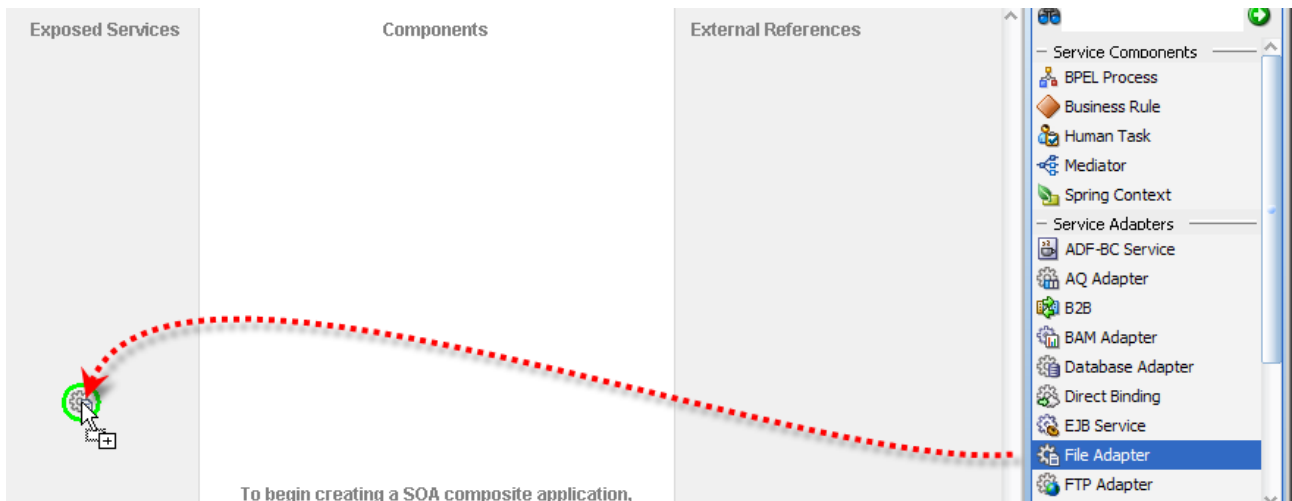 Exposed Services
Components
External References
Service Components
BPEL Process
Business Rule
Human Task
Mediator
Spring Context
Service Adapters
ADF-BC Service
AQ Adapter
B2B
BAM Adapter
Database Adapter
Direct Binding
EJB Service
File Adapter
FTP Adapter
To begin creating a SOA composite application,